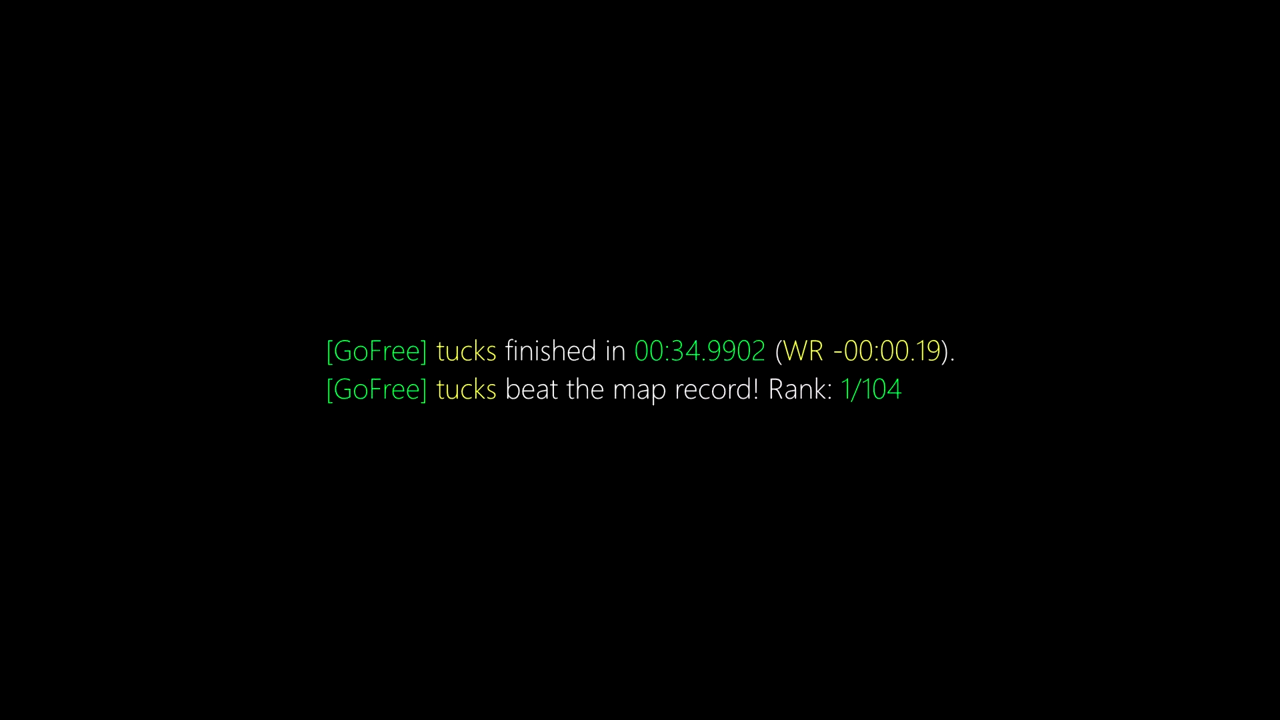 [GoFree] tucks finished in 00:34.9902 (WR -00:00.19).
[GoFree] tucks beat the map record! Rank: 1/104